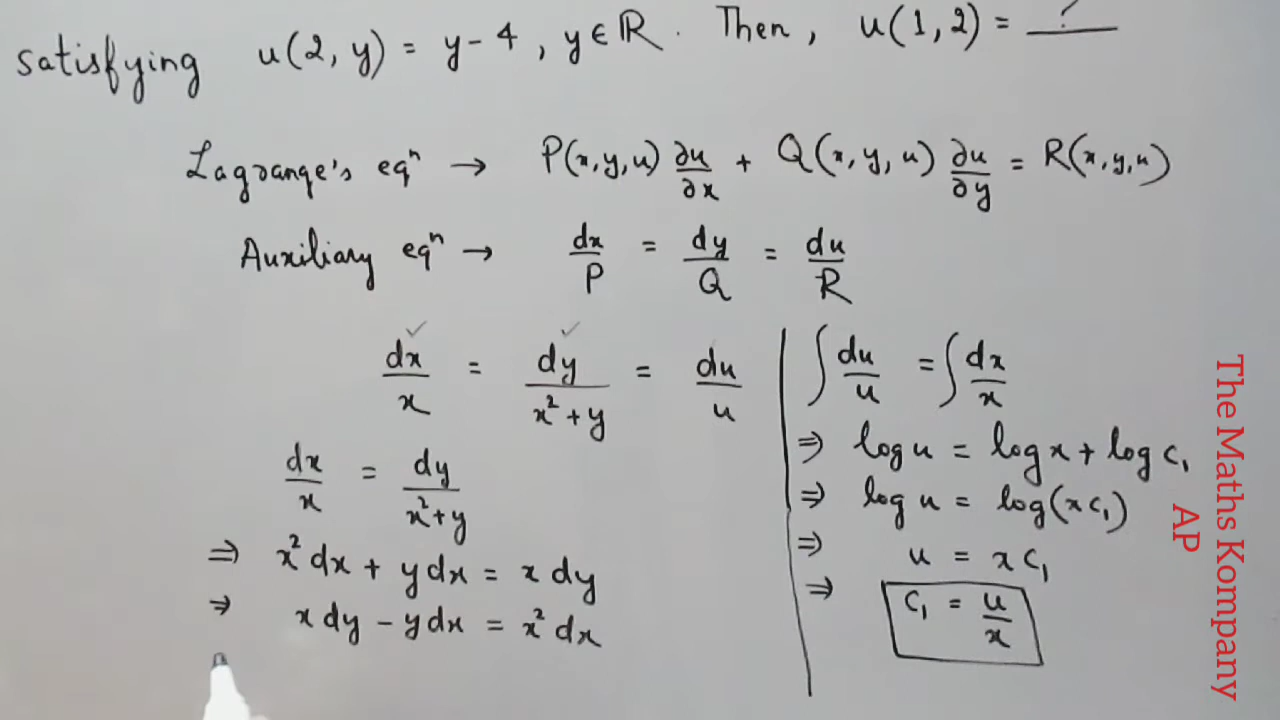 satisfying u(2, y) = y - 4 , y ∈ ℝ . Then , u(1, 2) = ?
Lagrange's eqⁿ → P(x, y, u) ∂u/∂x + Q(x, y, u) ∂u/∂y = R(x, y, u)
Auxiliary eqⁿ → dx/P = dy/Q = du/R
dx/x = dy/(x² + y) = du/u
dx/x = dy/(x² + y)
⇒ x² dx + y dx = x dy
⇒ x dy - y dx = x² dx
∫ du/u = ∫ dx/x
⇒ log u = log x + log c₁
⇒ log u = log(x c₁)
⇒ u = x c₁
⇒ c₁ = u/x
The Maths Kompany
AP